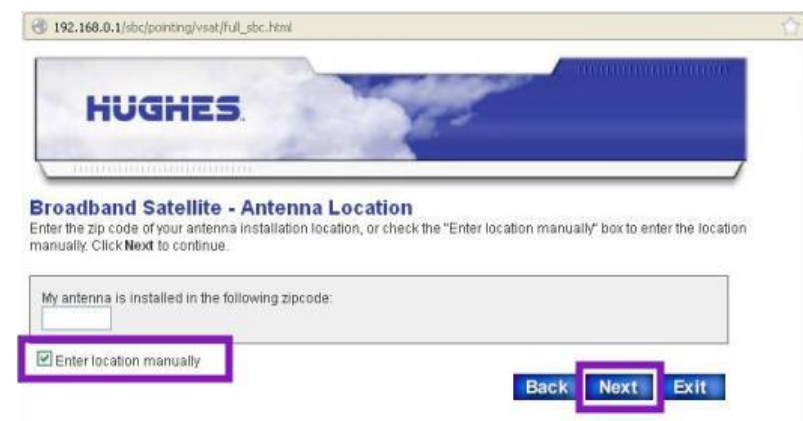 192.168.0.1/sbc/pointing/vsat/full_sbc.html
HUGHES.
Broadband Satellite - Antenna Location
Enter the zip code of your antenna installation location, or check the "Enter location manually" box to enter the location
manually. Click Next to continue.
My antenna is installed in the following zipcode:
Enter location manually
Back Next Exit